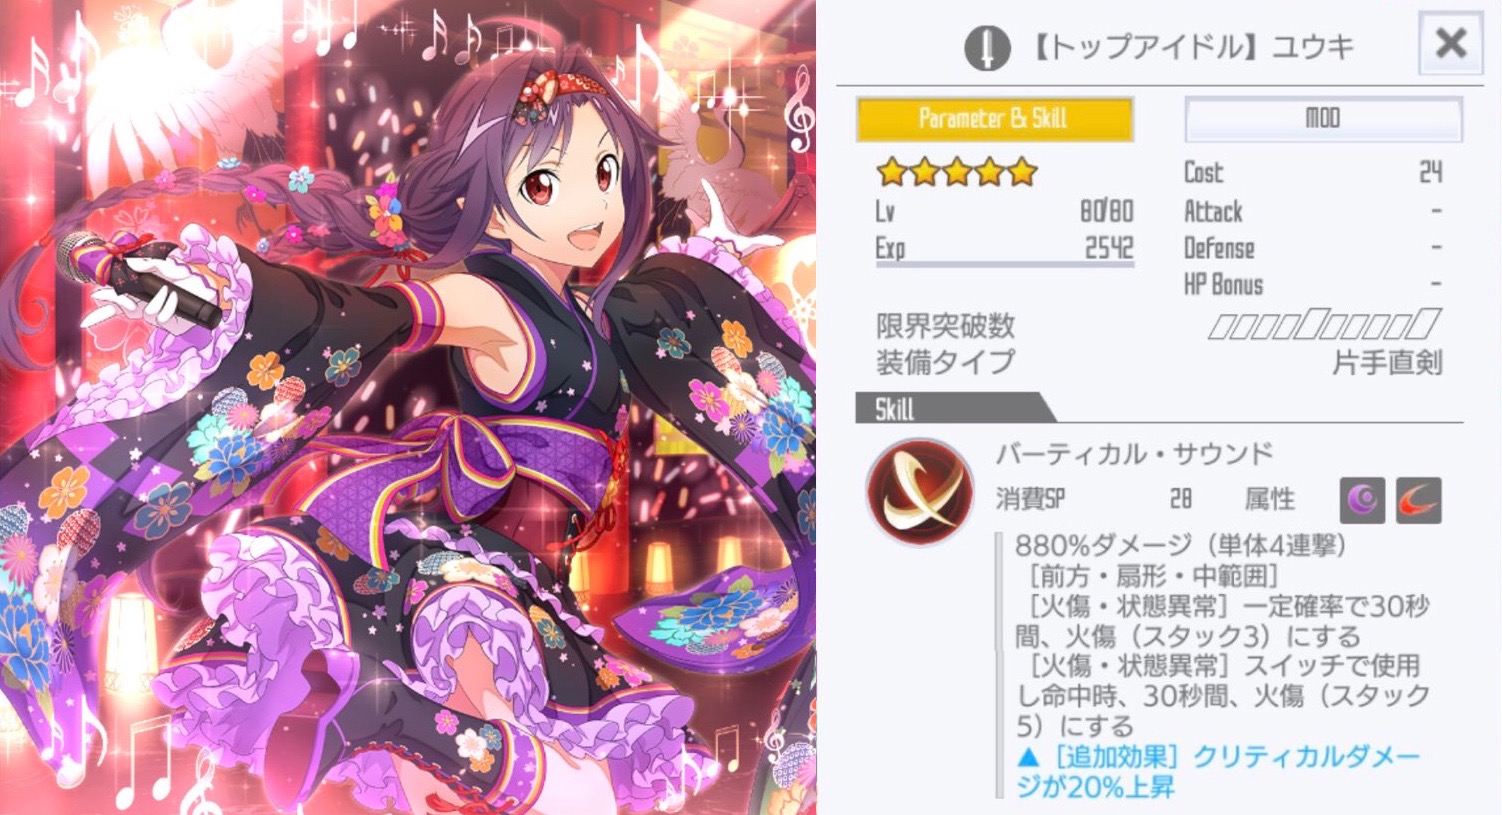 【トップアイドル】ユウキ
Parameter & Skill
MOD
Lv 80/80
Exp 2542
Cost 24
Attack -
Defense -
HP Bonus -
限界突破数
装備タイプ 片手直剣
Skill
バーティカル・サウンド
消費SP 28 属性
880%ダメージ（単体4連撃）
［前方・扇形・中範囲］
［火傷・状態異常］一定確率で30秒
間、火傷（スタック3）にする
［火傷・状態異常］スイッチで使用
し命中時、30秒間、火傷（スタック
5）にする
▲［追加効果］クリティカルダメー
ジが20%上昇